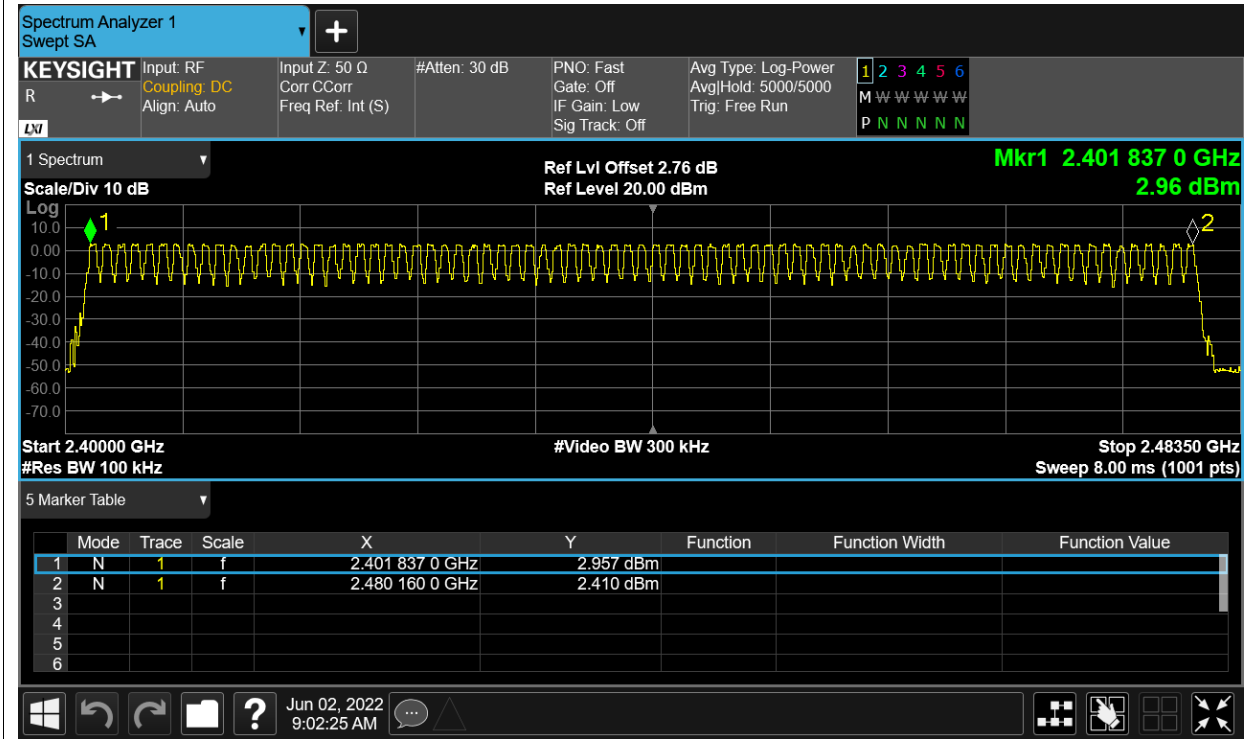 Spectrum Analyzer 1
Swept SA
KEYSIGHT
R
LXI
Input: RF
Coupling: DC
Align: Auto
Input Z: 50 Ω
Corr CCorr
Freq Ref: Int (S)
#Atten: 30 dB
PNO: Fast
Gate: Off
IF Gain: Low
Sig Track: Off
Avg Type: Log-Power
Avg|Hold: 5000/5000
Trig: Free Run
1 2 3 4 5 6
M W W W W W
P N N N N N
1 Spectrum
Scale/Div 10 dB
Ref Lvl Offset 2.76 dB
Ref Level 20.00 dBm
Mkr1 2.401 837 0 GHz
2.96 dBm
Log
10.0
0.00
-10.0
-20.0
-30.0
-40.0
-50.0
-60.0
-70.0
1
2
Start 2.40000 GHz
#Res BW 100 kHz
#Video BW 300 kHz
Stop 2.48350 GHz
Sweep 8.00 ms (1001 pts)
5 Marker Table
Mode Trace Scale X Y Function Function Width Function Value
1 N 1 f 2.401 837 0 GHz 2.957 dBm
2 N 1 f 2.480 160 0 GHz 2.410 dBm
3
4
5
6
?
Jun 02, 2022
9:02:25 AM